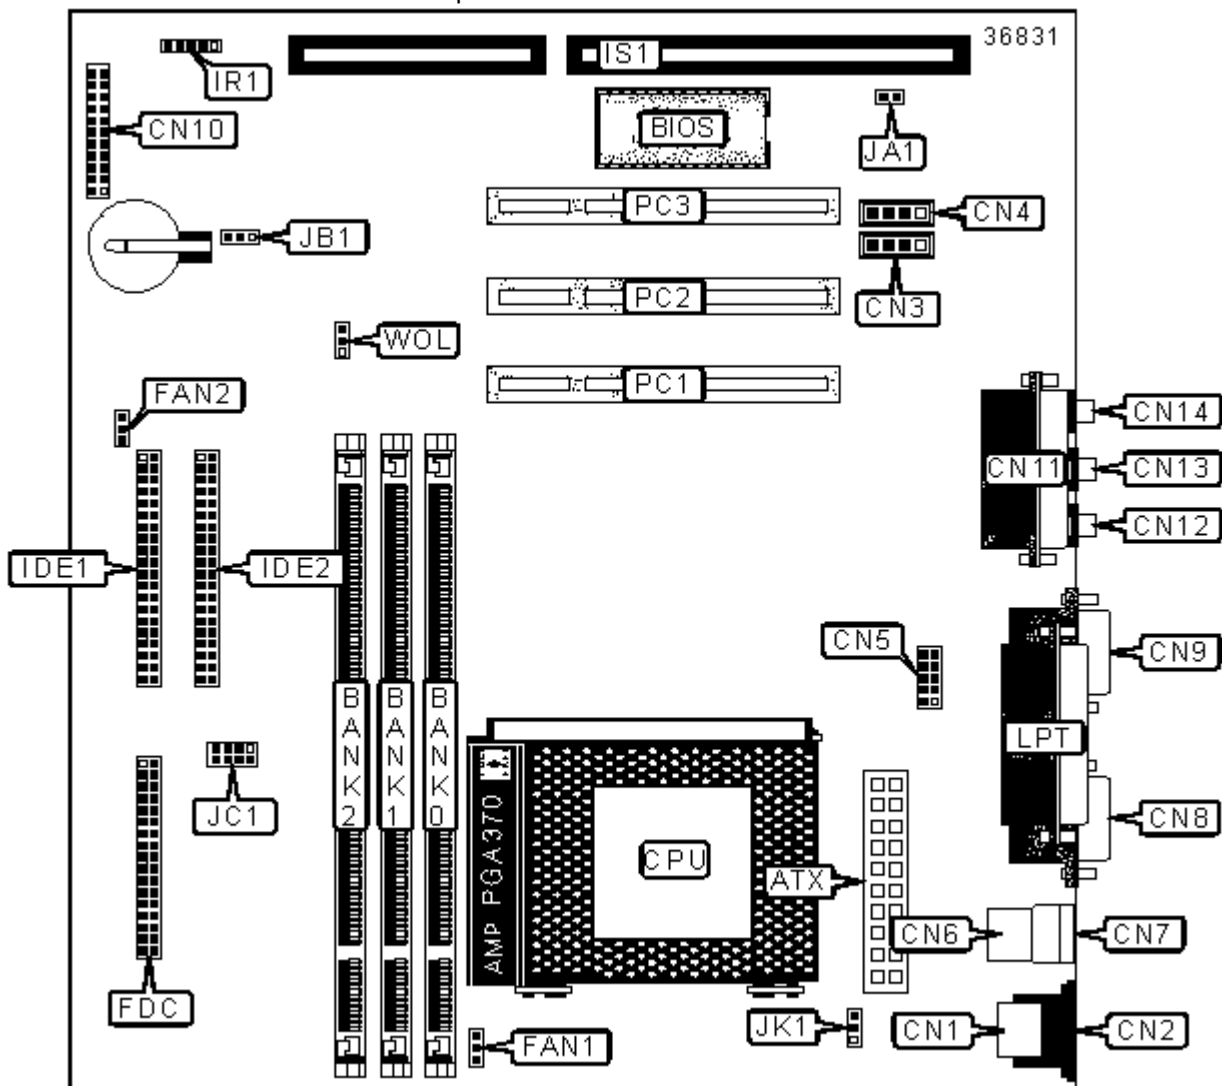 36831
IS1
IR1
CN10
BIOS
JA1
PC3
CN4
JB1
PC2
CN3
WOL
PC1
FAN2
CN14
CN11
CN13
CN12
IDE1
IDE2
CN5
CN9
BANK2
BANK1
BANK0
LPT
JC1
CN8
AMP PGA370
CPU
ATX
CN6
CN7
FDC
JK1
CN1
CN2
FAN1